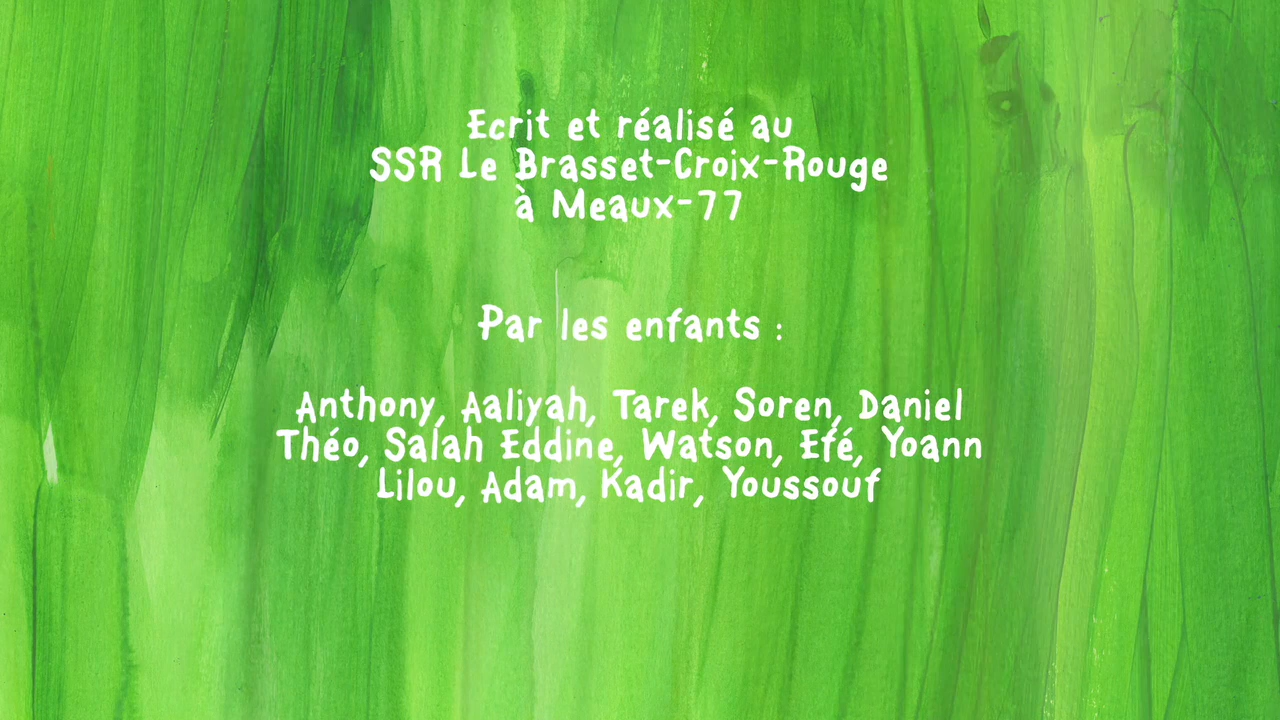 Ecrit et réalisé au
SSR Le Brasset-Croix-Rouge
à Meaux-77
Par les enfants :
Anthony, Aaliyah, Tarek, Soren, Daniel
Théo, Salah Eddine, Watson, Efé, Yoann
Lilou, Adam, Kadir, Youssouf